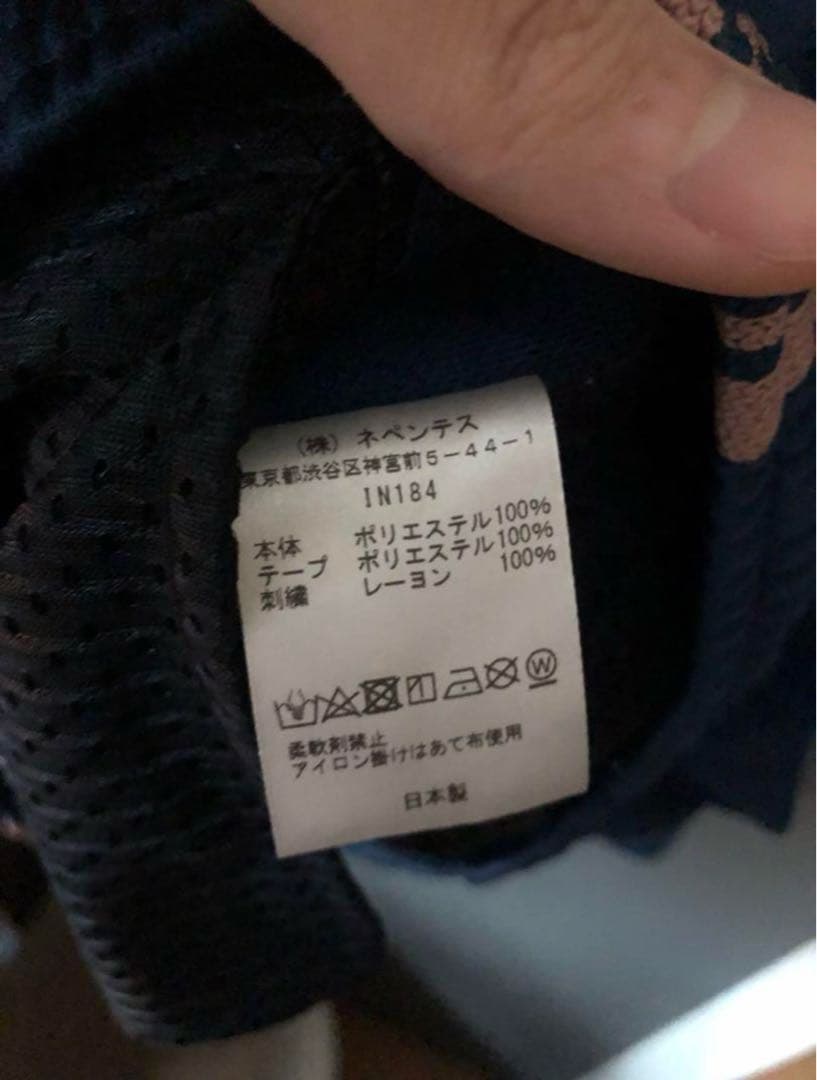 (株) ネペンテス
東京都渋谷区神宮前5-44-1
IN184
本体 ポリエステル100%
テープ ポリエステル100%
刺繍 レーヨン 100%
W
柔軟剤禁止
アイロン掛けはあて布使用
日本製